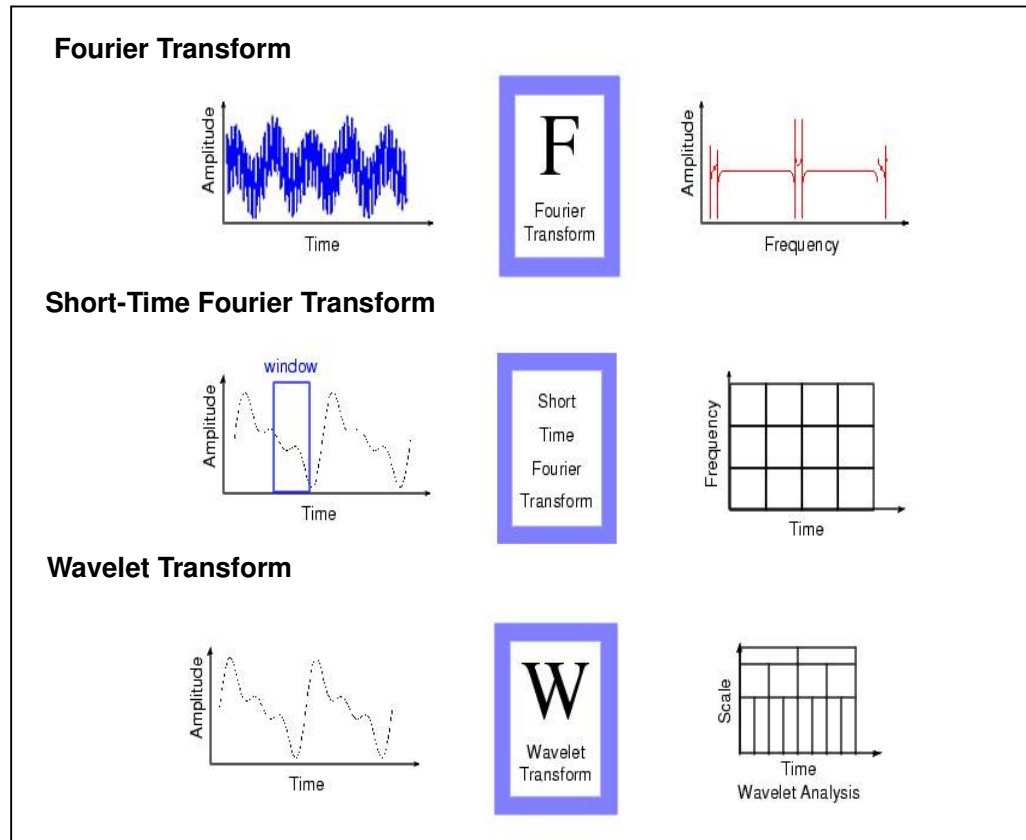 Fourier Transform
Amplitude
Time
F
Fourier
Transform
Amplitude
Frequency
Short-Time Fourier Transform
window
Amplitude
Time
Short
Time
Fourier
Transform
Frequency
Time
Wavelet Transform
Amplitude
Time
W
Wavelet
Transform
Scale
Time
Wavelet Analysis